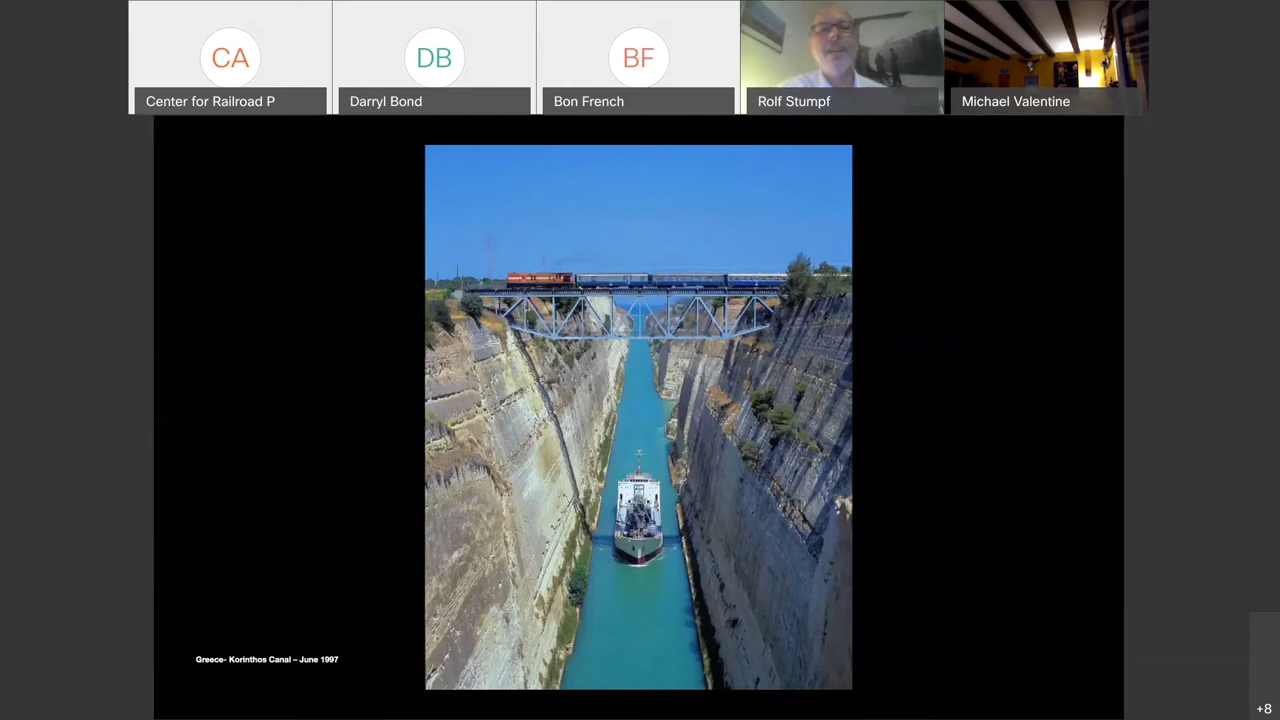 CA
DB
BF
Center for Railroad P
Darryl Bond
Bon French
Rolf Stumpf
Michael Valentine
Greece- Korinthos Canal – June 1997
+8